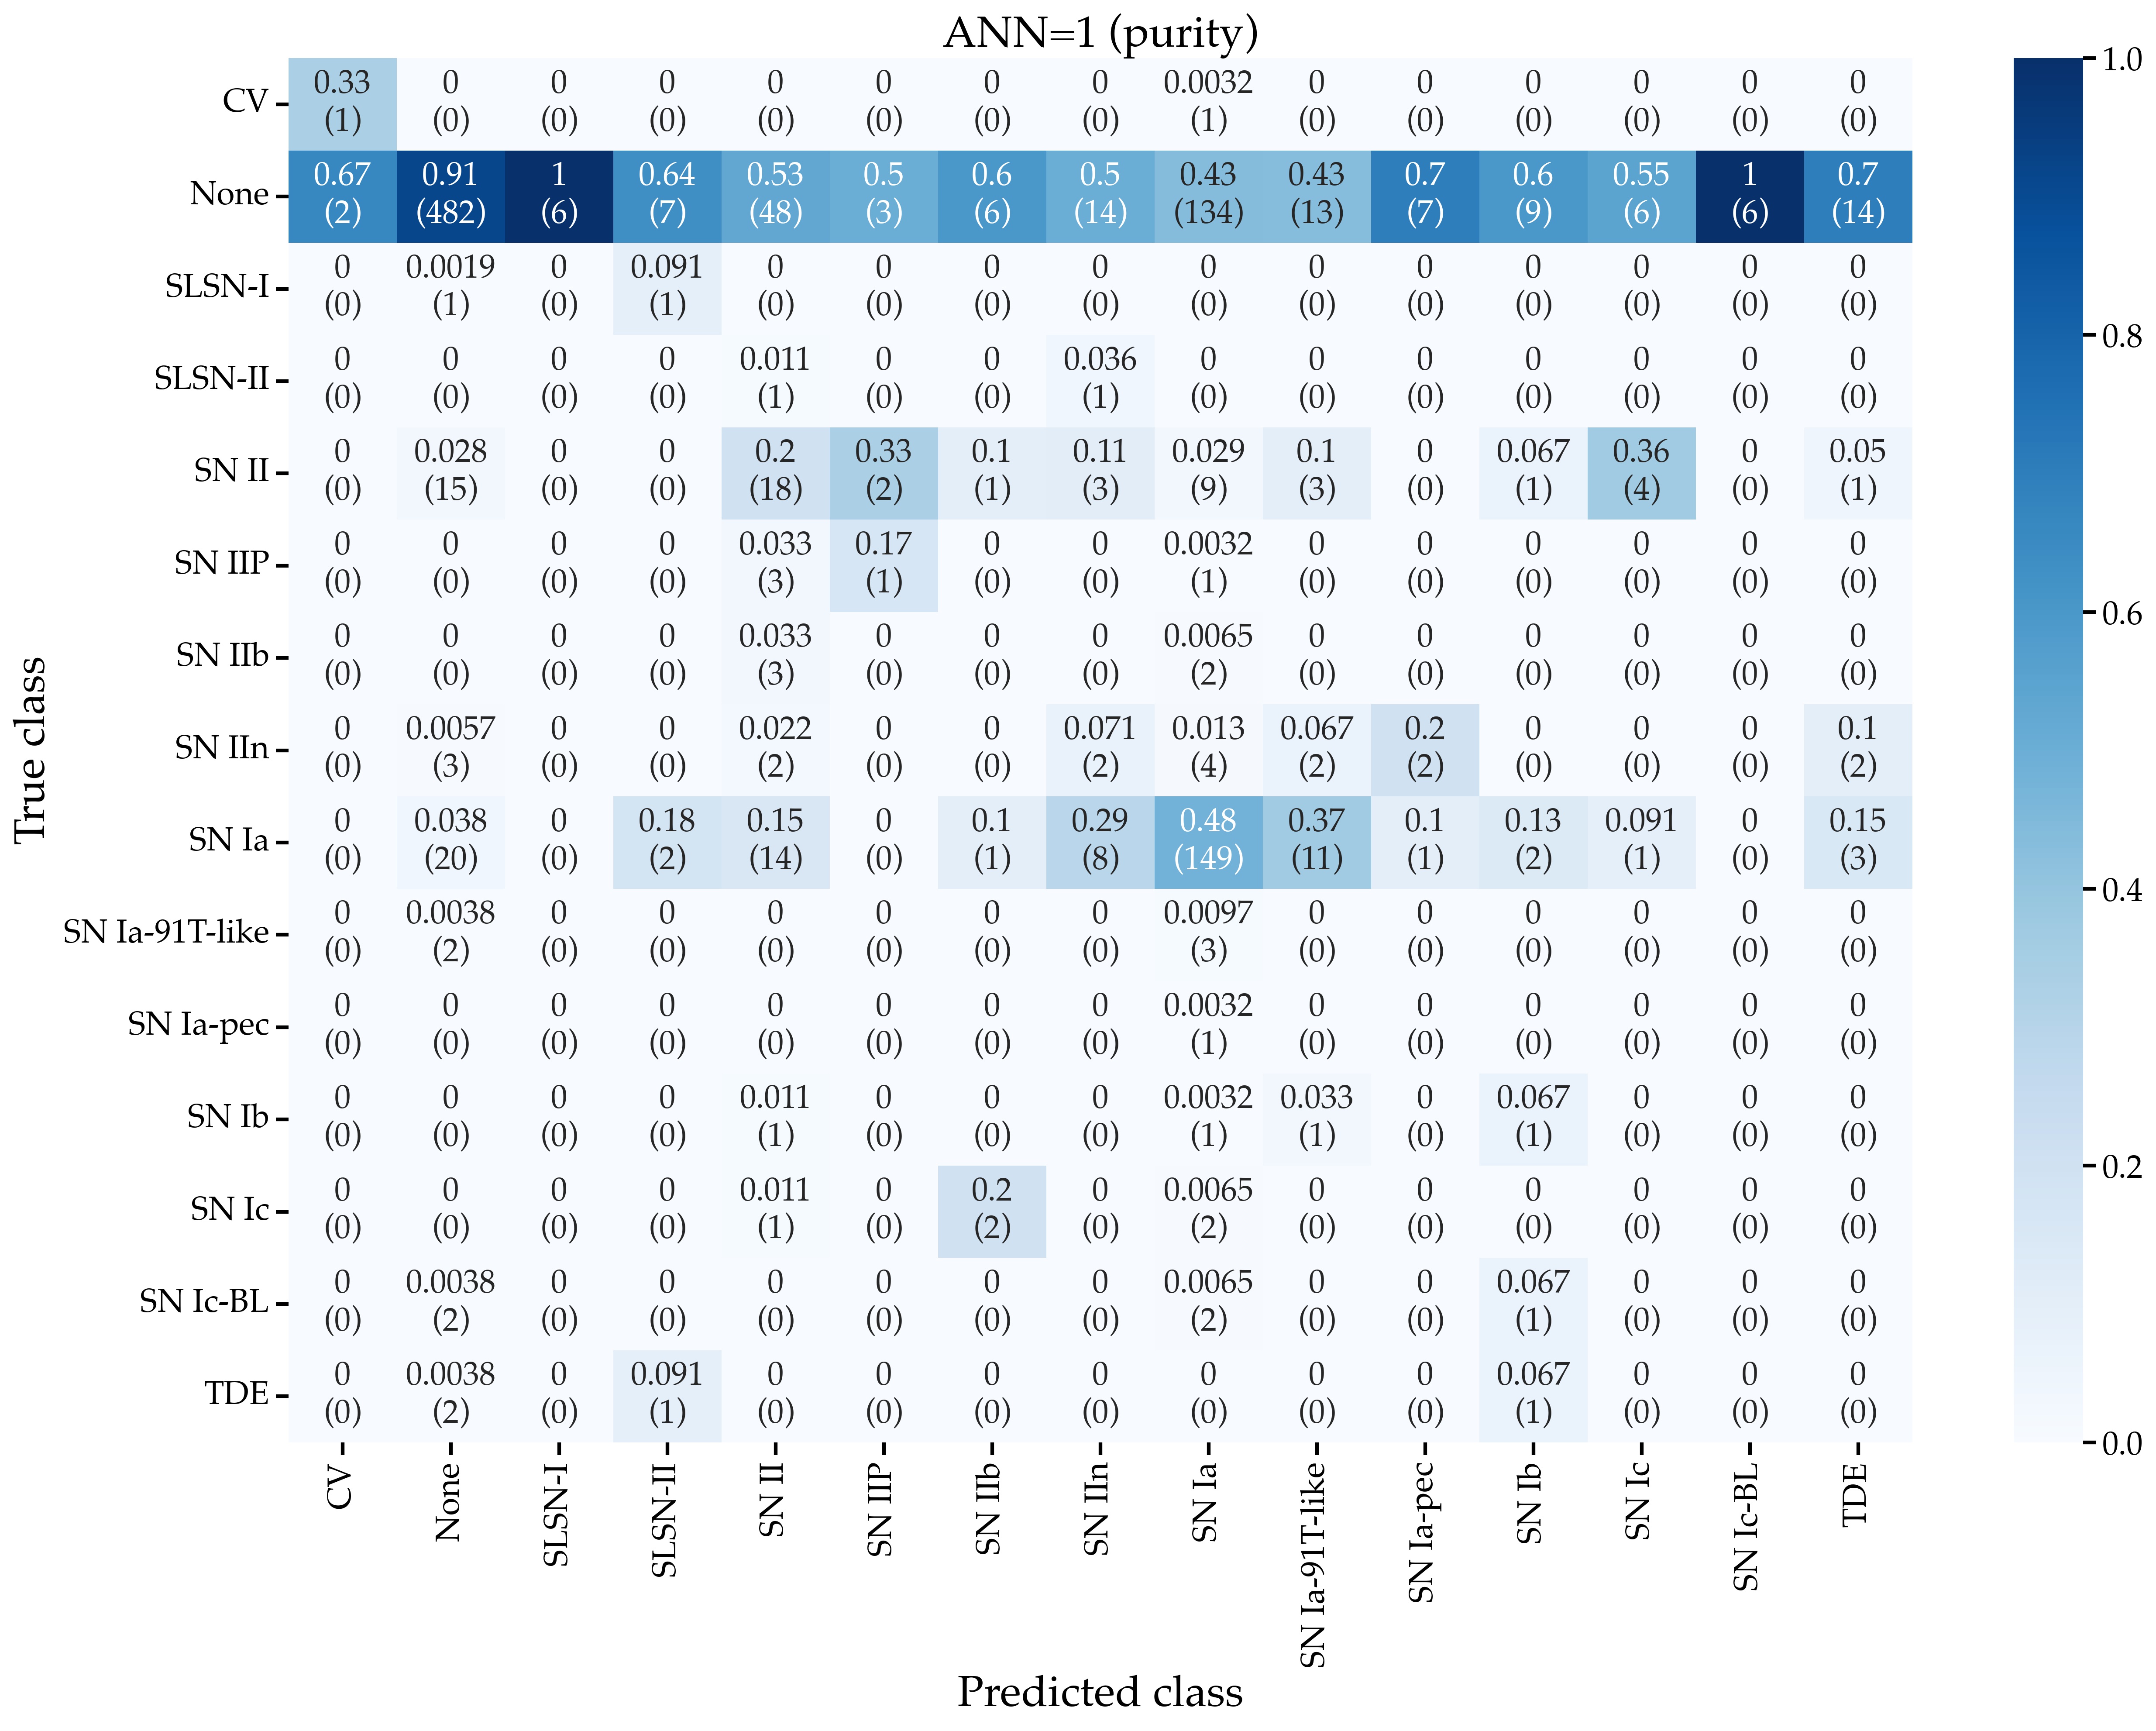 ANN=1 (purity)
CV 0.33 0 0 0 0 0 0 0 0.0032 0 0 0 0 0 0
(1) (0) (0) (0) (0) (0) (0) (0) (1) (0) (0) (0) (0) (0) (0)
None 0.67 0.91 1 0.64 0.53 0.5 0.6 0.5 0.43 0.43 0.7 0.6 0.55 1 0.7
(2) (482) (6) (7) (48) (3) (6) (14) (134) (13) (7) (9) (6) (6) (14)
SLSN-I 0 0.0019 0 0.091 0 0 0 0 0 0 0 0 0 0 0
(0) (1) (0) (1) (0) (0) (0) (0) (0) (0) (0) (0) (0) (0) (0)
SLSN-II 0 0 0 0 0.011 0 0 0.036 0 0 0 0 0 0 0
(0) (0) (0) (0) (1) (0) (0) (1) (0) (0) (0) (0) (0) (0) (0)
SN II 0 0.028 0 0 0.2 0.33 0.1 0.11 0.029 0.1 0 0.067 0.36 0 0.05
(0) (15) (0) (0) (18) (2) (1) (3) (9) (3) (0) (1) (4) (0) (1)
SN IIP 0 0 0 0 0.033 0.17 0 0 0.0032 0 0 0 0 0 0
(0) (0) (0) (0) (3) (1) (0) (0) (1) (0) (0) (0) (0) (0) (0)
SN IIb 0 0 0 0 0.033 0 0 0 0.0065 0 0 0 0 0 0
(0) (0) (0) (0) (3) (0) (0) (0) (2) (0) (0) (0) (0) (0) (0)
SN IIn 0 0.0057 0 0 0.022 0 0 0.071 0.013 0.067 0.2 0 0 0 0.1
(0) (3) (0) (0) (2) (0) (0) (2) (4) (2) (2) (0) (0) (0) (2)
SN Ia 0 0.038 0 0.18 0.15 0 0.1 0.29 0.48 0.37 0.1 0.13 0.091 0 0.15
(0) (20) (0) (2) (14) (0) (1) (8) (149) (11) (1) (2) (1) (0) (3)
SN Ia-91T-like 0 0.0038 0 0 0 0 0 0 0.0097 0 0 0 0 0 0
(0) (2) (0) (0) (0) (0) (0) (0) (3) (0) (0) (0) (0) (0) (0)
SN Ia-pec 0 0 0 0 0 0 0 0 0.0032 0 0 0 0 0 0
(0) (0) (0) (0) (0) (0) (0) (0) (1) (0) (0) (0) (0) (0) (0)
SN Ib 0 0 0 0 0.011 0 0 0 0.0032 0.033 0 0.067 0 0 0
(0) (0) (0) (0) (1) (0) (0) (0) (1) (1) (0) (1) (0) (0) (0)
SN Ic 0 0 0 0 0.011 0 0.2 0 0.0065 0 0 0 0 0 0
(0) (0) (0) (0) (1) (0) (2) (0) (2) (0) (0) (0) (0) (0) (0)
SN Ic-BL 0 0.0038 0 0 0 0 0 0 0.0065 0 0 0.067 0 0 0
(0) (2) (0) (0) (0) (0) (0) (0) (2) (0) (0) (1) (0) (0) (0)
TDE 0 0.0038 0 0.091 0 0 0 0 0 0 0 0.067 0 0 0
(0) (2) (0) (1) (0) (0) (0) (0) (0) (0) (0) (1) (0) (0) (0)
True class
CV None SLSN-I SLSN-II SN II SN IIP SN IIb SN IIn SN Ia SN Ia-91T-like SN Ia-pec SN Ib SN Ic SN Ic-BL TDE
Predicted class
1.0
0.8
0.6
0.4
0.2
0.0